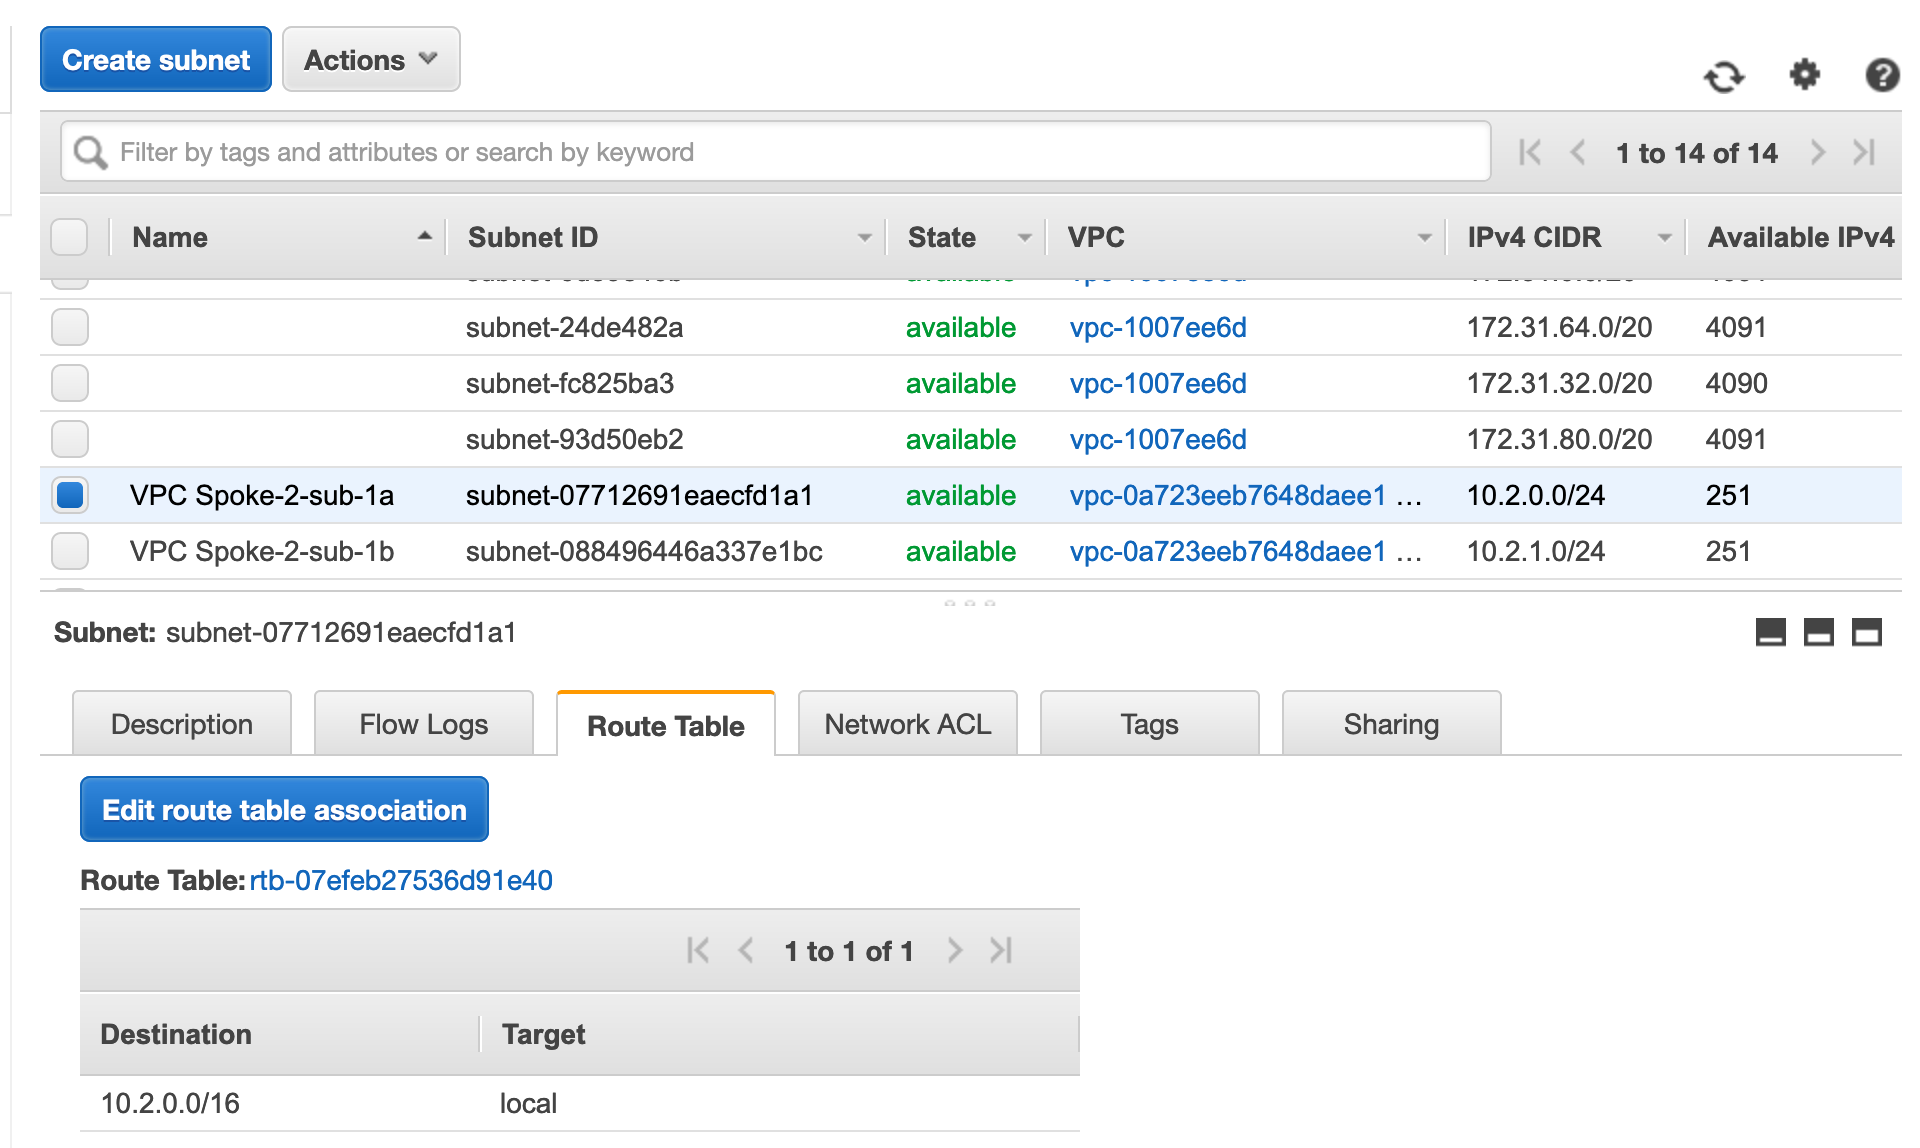 Create subnet Actions
Filter by tags and attributes or search by keyword 1 to 14 of 14
Name Subnet ID State VPC IPv4 CIDR Available IPv4
subnet-24de482a available vpc-1007ee6d 172.31.64.0/20 4091
subnet-fc825ba3 available vpc-1007ee6d 172.31.32.0/20 4090
subnet-93d50eb2 available vpc-1007ee6d 172.31.80.0/20 4091
VPC Spoke-2-sub-1a subnet-07712691eaecfd1a1 available vpc-0a723eeb7648daee1 ... 10.2.0.0/24 251
VPC Spoke-2-sub-1b subnet-088496446a337e1bc available vpc-0a723eeb7648daee1 ... 10.2.1.0/24 251
Subnet: subnet-07712691eaecfd1a1
Description Flow Logs Route Table Network ACL Tags Sharing
Edit route table association
Route Table: rtb-07efeb27536d91e40
1 to 1 of 1
Destination Target
10.2.0.0/16 local